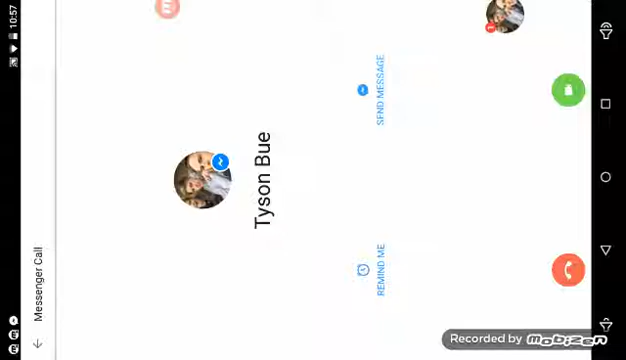 10:57
Messenger Call
Tyson Bue
REMIND ME
SEND MESSAGE
Recorded by
mobizen